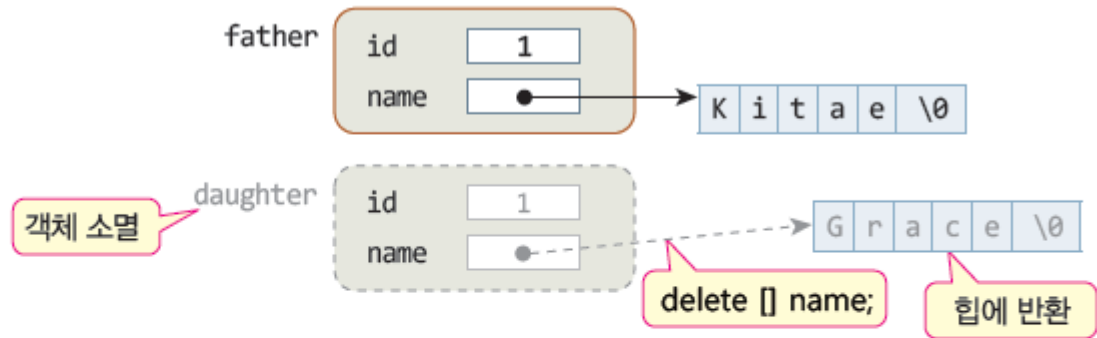 father
id 1
name
K i t a e \0
daughter
객체 소멸
id 1
name
G r a c e \0
delete [] name;
힙에 반환